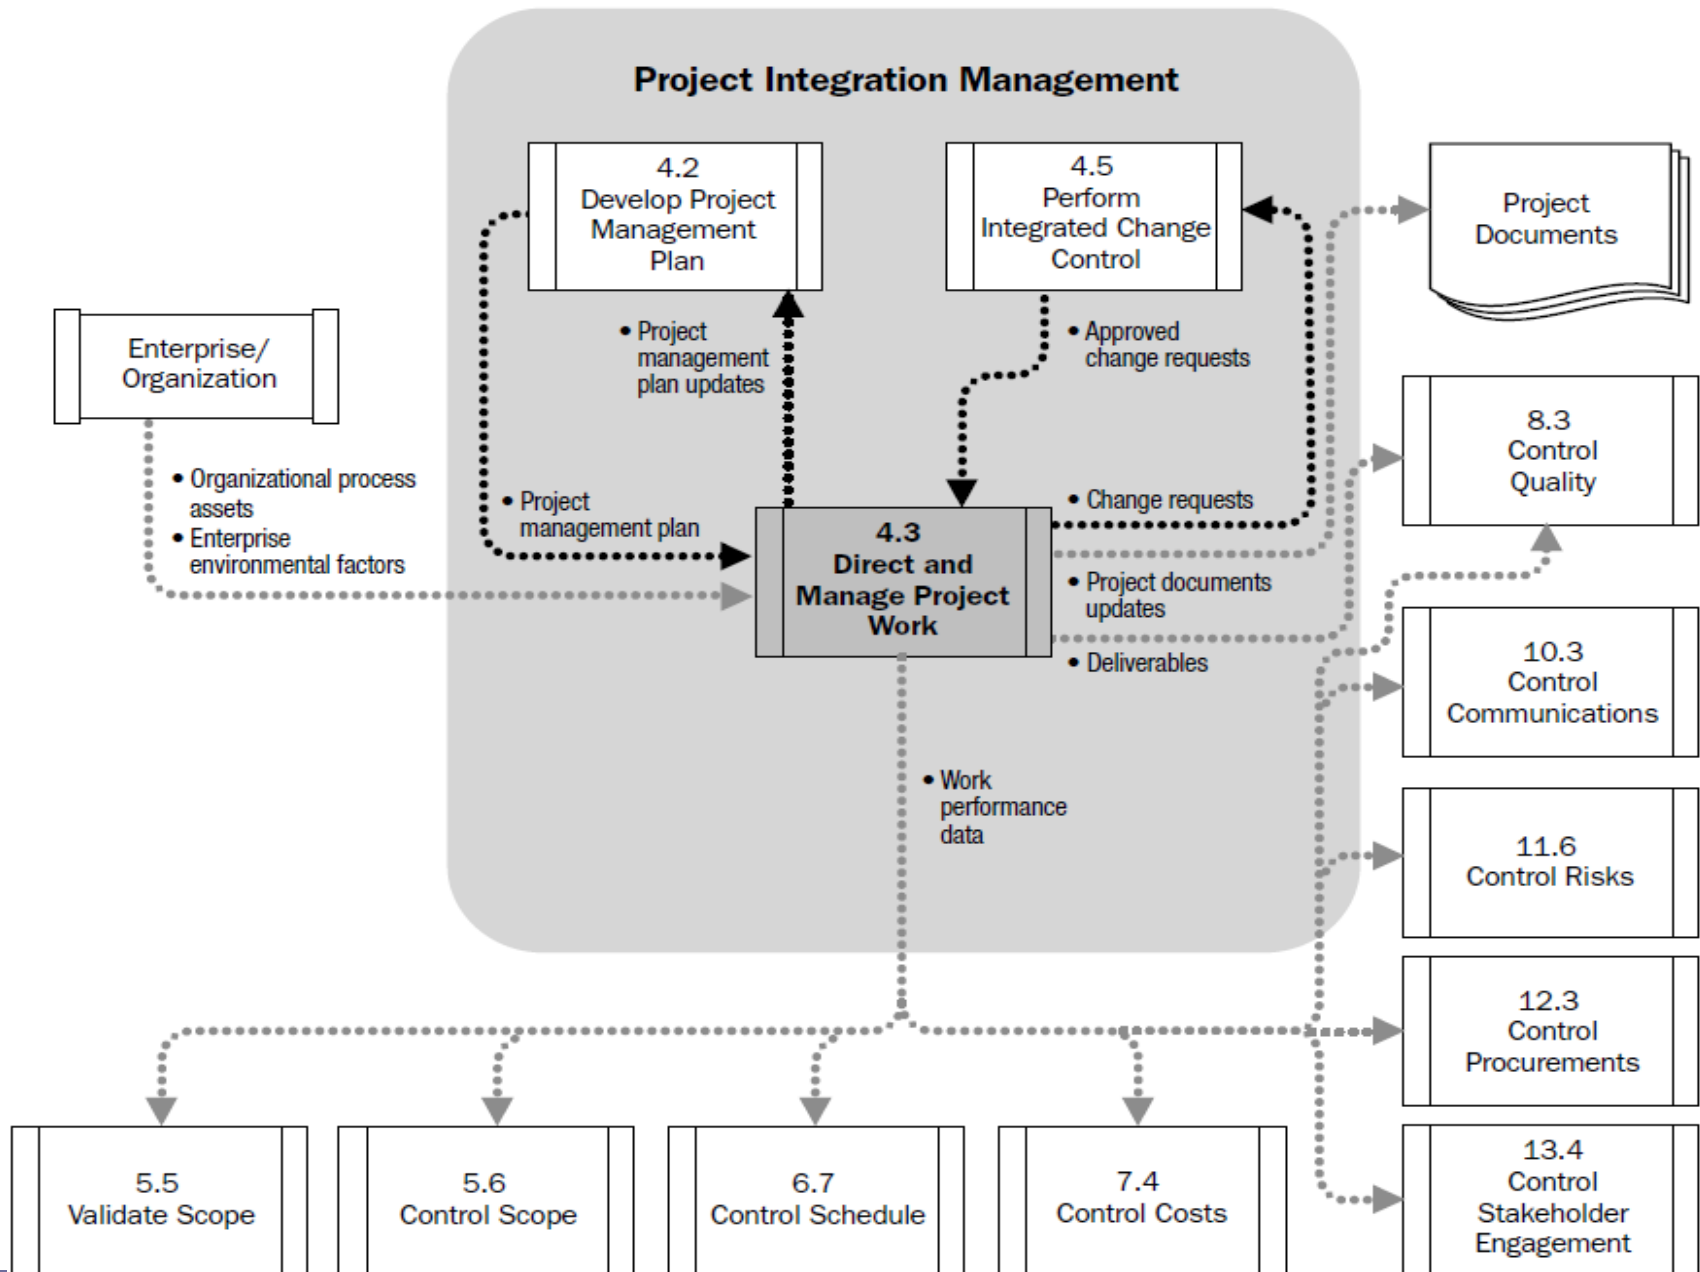 Project Integration Management
4.2
Develop Project
Management
Plan
4.5
Perform
Integrated Change
Control
Project
Documents
Enterprise/
Organization
• Project
management
plan updates
• Approved
change requests
8.3
Control
Quality
• Organizational process
assets
• Enterprise
environmental factors
• Project
management plan
• Change requests
4.3
Direct and
Manage Project
Work
• Project documents
updates
• Deliverables
10.3
Control
Communications
• Work
performance
data
11.6
Control Risks
12.3
Control
Procurements
5.5
Validate Scope
5.6
Control Scope
6.7
Control Schedule
7.4
Control Costs
13.4
Control
Stakeholder
Engagement